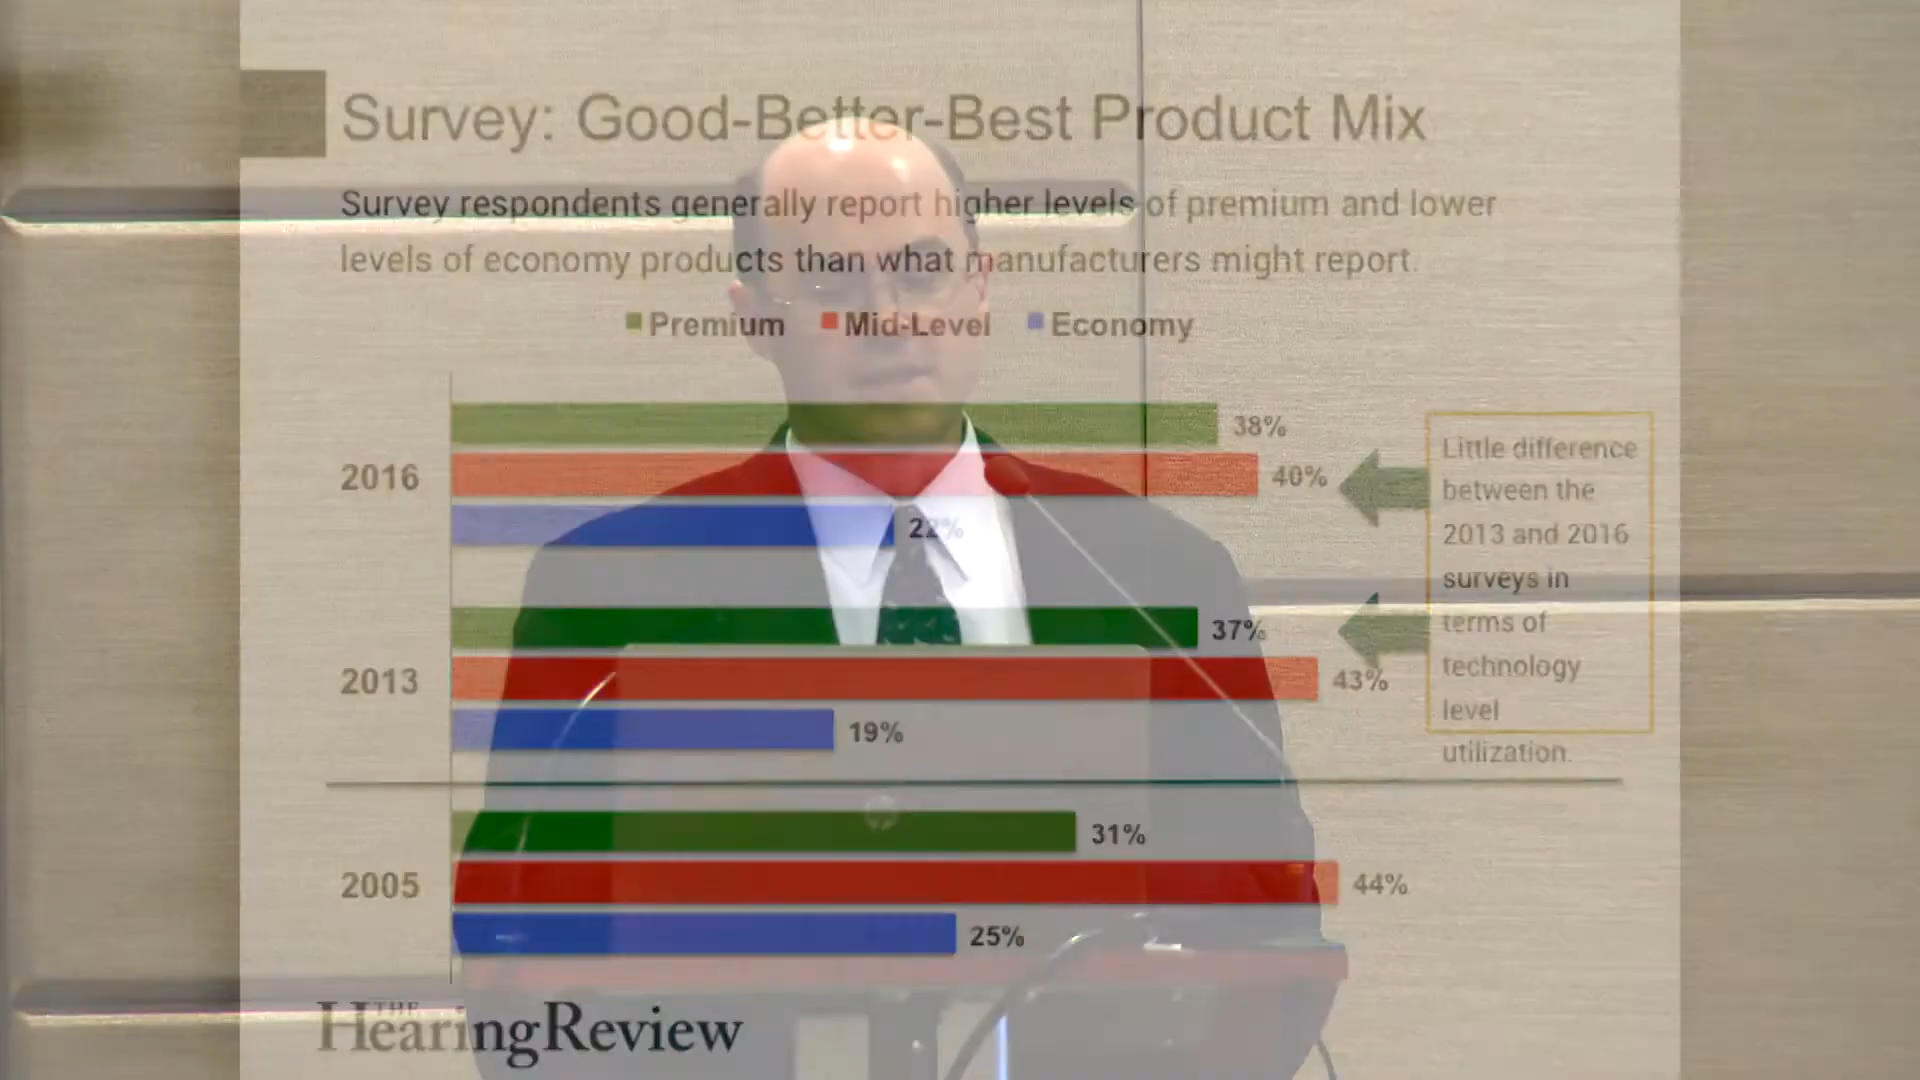 Survey: Good-Better-Best Product Mix
Survey respondents generally report higher levels of premium and lower
levels of economy products than what manufacturers might report.
Premium Mid-Level Economy
2016
38%
40%
22%
2013
37%
43%
19%
2005
31%
44%
25%
Little difference
between the
2013 and 2016
surveys in
terms of
technology
level
utilization.
THE
HearingReview